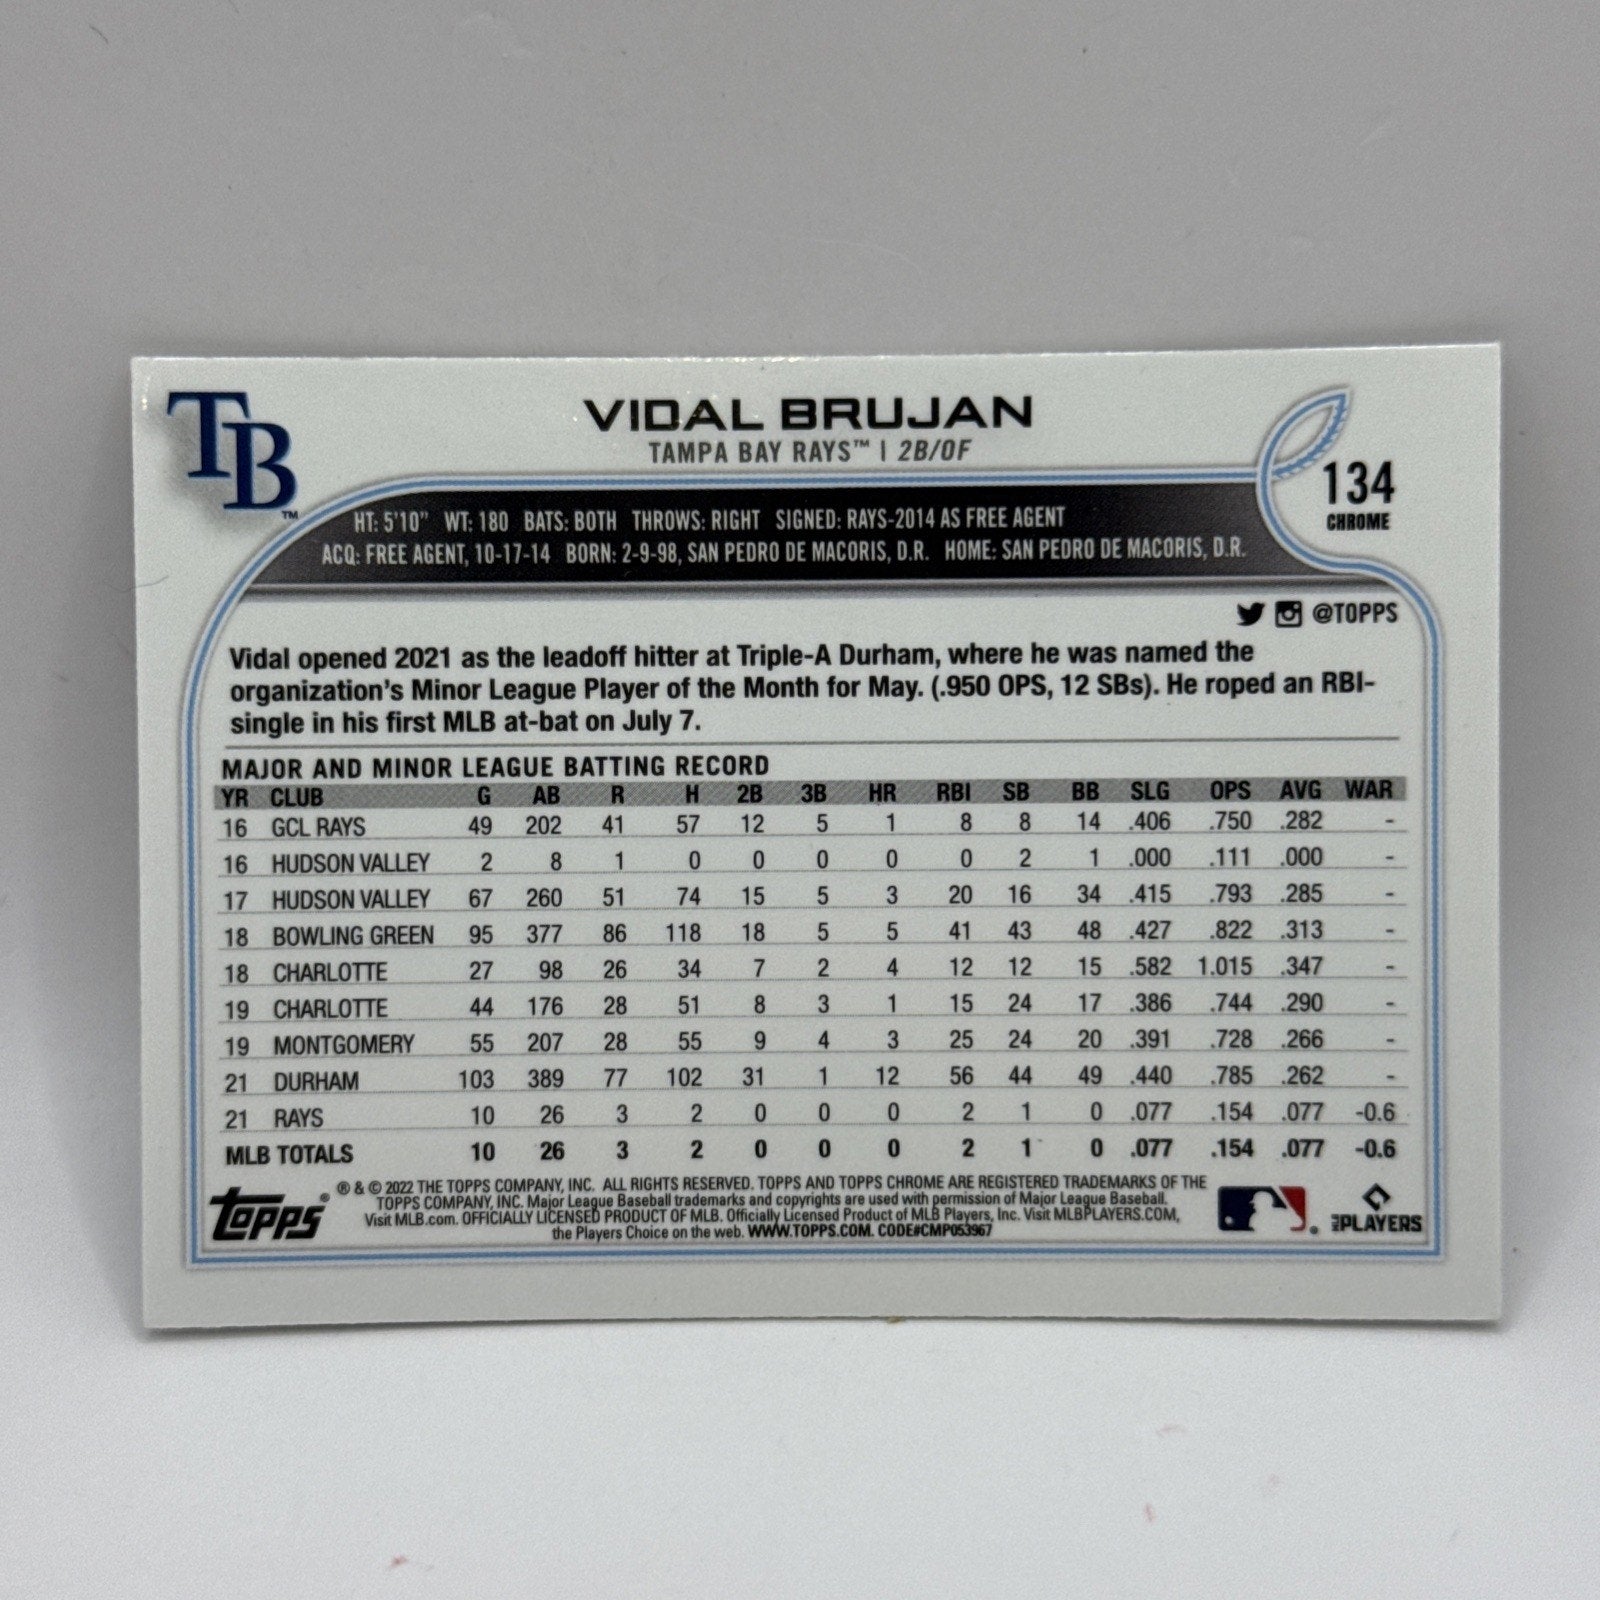 TB™
VIDAL BRUJAN
TAMPA BAY RAYS™ | 2B/OF
134
CHROME
HT: 5'10" WT: 180 BATS: BOTH THROWS: RIGHT SIGNED: RAYS-2014 AS FREE AGENT
ACQ: FREE AGENT, 10-17-14 BORN: 2-9-98, SAN PEDRO DE MACORIS, D.R. HOME: SAN PEDRO DE MACORIS, D.R.
@TOPPS
Vidal opened 2021 as the leadoff hitter at Triple-A Durham, where he was named the
organization's Minor League Player of the Month for May. (.950 OPS, 12 SBs). He roped an RBI-
single in his first MLB at-bat on July 7.
MAJOR AND MINOR LEAGUE BATTING RECORD
YR CLUB G AB R H 2B 3B HR RBI SB BB SLG OPS AVG WAR
16 GCL RAYS 49 202 41 57 12 5 1 8 8 14 .406 .750 .282 -
16 HUDSON VALLEY 2 8 1 0 0 0 0 0 2 1 .000 .111 .000 -
17 HUDSON VALLEY 67 260 51 74 15 5 3 20 16 34 .415 .793 .285 -
18 BOWLING GREEN 95 377 86 118 18 5 5 41 43 48 .427 .822 .313 -
18 CHARLOTTE 27 98 26 34 7 2 4 12 12 15 .582 1.015 .347 -
19 CHARLOTTE 44 176 28 51 8 3 1 15 24 17 .386 .744 .290 -
19 MONTGOMERY 55 207 28 55 9 4 3 25 24 20 .391 .728 .266 -
21 DURHAM 103 389 77 102 31 1 12 56 44 49 .440 .785 .262 -
21 RAYS 10 26 3 2 0 0 0 2 1 0 .077 .154 .077 -0.6
MLB TOTALS 10 26 3 2 0 0 0 2 1 0 .077 .154 .077 -0.6
Topps®
® & © 2022 THE TOPPS COMPANY, INC. ALL RIGHTS RESERVED. TOPPS AND TOPPS CHROME ARE REGISTERED TRADEMARKS OF THE
TOPPS COMPANY, INC. Major League Baseball trademarks and copyrights are used with permission of Major League Baseball.
Visit MLB.com. OFFICIALLY LICENSED PRODUCT OF MLB. Officially Licensed Product of MLB Players, Inc. Visit MLBPLAYERS.COM,
the Players Choice on the web. WWW.TOPPS.COM. CODE#CMP053967
MLB PLAYERS